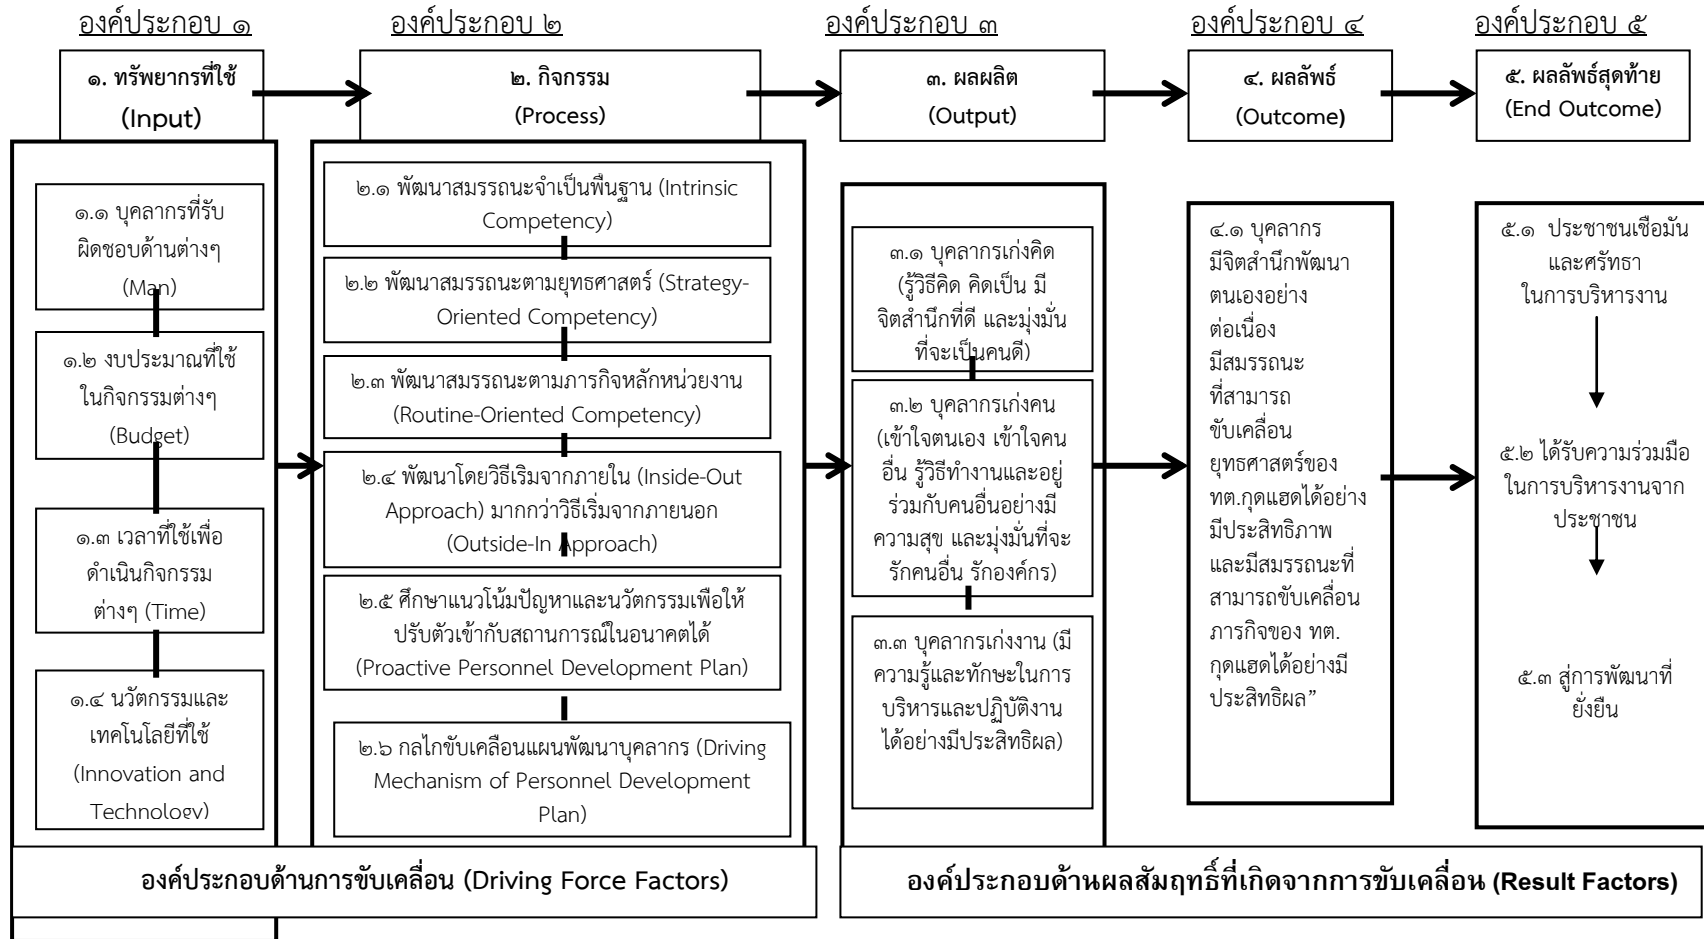 องค์ประกอบ ๑
องค์ประกอบ ๒
องค์ประกอบ ๓
องค์ประกอบ ๔
องค์ประกอบ ๕
๑. ทรัพยากรที่ใช้
(Input)
๒. กิจกรรม
(Process)
๓. ผลผลิต
(Output)
๔. ผลลัพธ์
(Outcome)
๕. ผลลัพธ์สุดท้าย
(End Outcome)
๑.๑ บุคลากรที่รับ
ผิดชอบด้านต่างๆ
(Man)
๑.๒ งบประมาณที่ใช้
ในกิจกรรมต่างๆ
(Budget)
๑.๓ เวลาที่ใช้เพื่อ
ดำเนินกิจกรรม
ต่างๆ (Time)
๑.๔ นวัตกรรมและ
เทคโนโลยีที่ใช้
(Innovation and
Technology)
๒.๑ พัฒนาสมรรถนะจำเป็นพื้นฐาน (Intrinsic
Competency)
๒.๒ พัฒนาสมรรถนะตามยุทธศาสตร์ (Strategy-
Oriented Competency)
๒.๓ พัฒนาสมรรถนะตามภารกิจหลักหน่วยงาน
(Routine-Oriented Competency)
๒.๔ พัฒนาโดยวิธีเริ่มจากภายใน (Inside-Out
Approach) มากกว่าวิธีเริ่มจากภายนอก
(Outside-In Approach)
๒.๕ ศึกษาแนวโน้มปัญหาและนวัตกรรมเพื่อให้
ปรับตัวเข้ากับสถานการณ์ในอนาคตได้
(Proactive Personnel Development Plan)
๒.๖ กลไกขับเคลื่อนแผนพัฒนาบุคลากร (Driving
Mechanism of Personnel Development
Plan)
๓.๑ บุคลากรเก่งคิด
(รู้วิธีคิด คิดเป็น มี
จิตสำนึกที่ดี และมุ่งมั่น
ที่จะเป็นคนดี)
๓.๒ บุคลากรเก่งคน
(เข้าใจตนเอง เข้าใจคน
อื่น รู้วิธีทำงานและอยู่
ร่วมกับคนอื่นอย่างมี
ความสุข และมุ่งมั่นที่จะ
รักคนอื่น รักองค์กร)
๓.๓ บุคลากรเก่งงาน (มี
ความรู้และทักษะในการ
บริหารและปฏิบัติงาน
ได้อย่างมีประสิทธิผล)
๔.๑ บุคลากร
มีจิตสำนึกพัฒนา
ตนเองอย่าง
ต่อเนื่อง
มีสมรรถนะ
ที่สามารถ
ขับเคลื่อน
ยุทธศาสตร์ของ
ทต.กุดแฮดได้อย่าง
มีประสิทธิภาพ
และมีสมรรถนะที่
สามารถขับเคลื่อน
ภารกิจของ ทต.
กุดแฮดได้อย่างมี
ประสิทธิผล”
๕.๑ ประชาชนเชื่อมั่น
และศรัทธา
ในการบริหารงาน
๕.๒ ได้รับความร่วมมือ
ในการบริหารงานจาก
ประชาชน
๕.๓ สู่การพัฒนาที่
ยั่งยืน
องค์ประกอบด้านการขับเคลื่อน (Driving Force Factors)
องค์ประกอบด้านผลสัมฤทธิ์ที่เกิดจากการขับเคลื่อน (Result Factors)